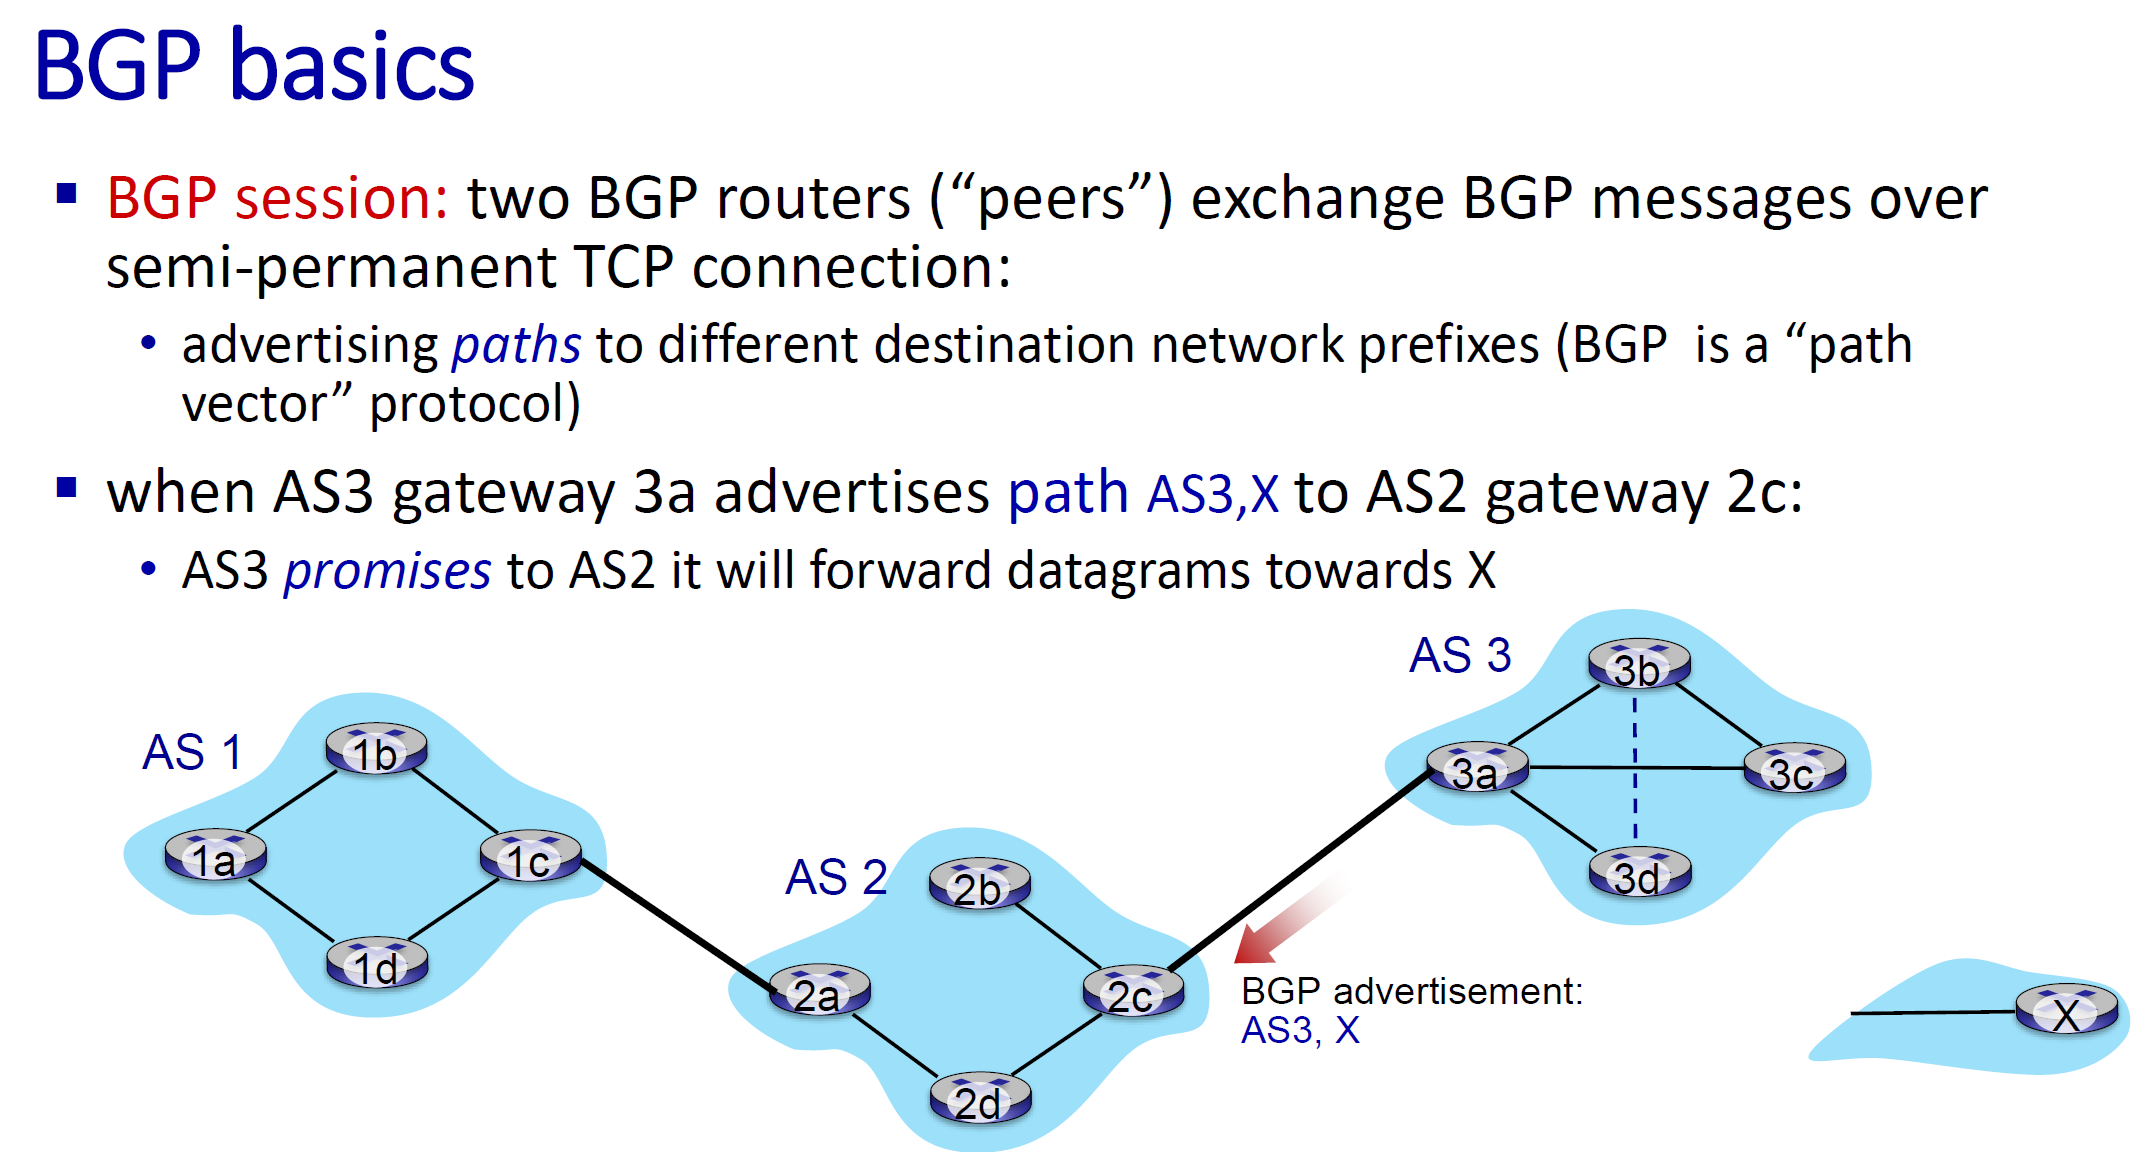 BGP basics
BGP session: two BGP routers (“peers”) exchange BGP messages over
semi-permanent TCP connection:
• advertising paths to different destination network prefixes (BGP  is a “path
vector” protocol)
when AS3 gateway 3a advertises path AS3,X to AS2 gateway 2c:
• AS3 promises to AS2 it will forward datagrams towards X
AS 1
1b
1a
1c
1d
AS 2
2b
2a
2c
2d
AS 3
3b
3a
3c
3d
BGP advertisement:
AS3, X
X